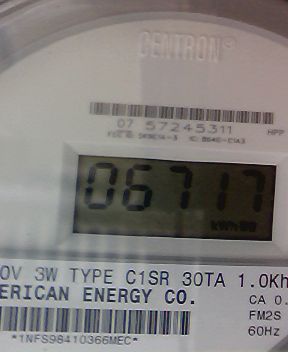 CENTRON®
07 57245311
HPP
06717
kWh
0V 3W TYPE C1SR 30TA 1.0Kh
ERICAN ENERGY CO.
CA 0.
FM2S
60Hz
*1NFS98410366MEC*